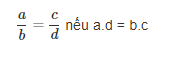 a/b = c/d nếu a.d = b.c